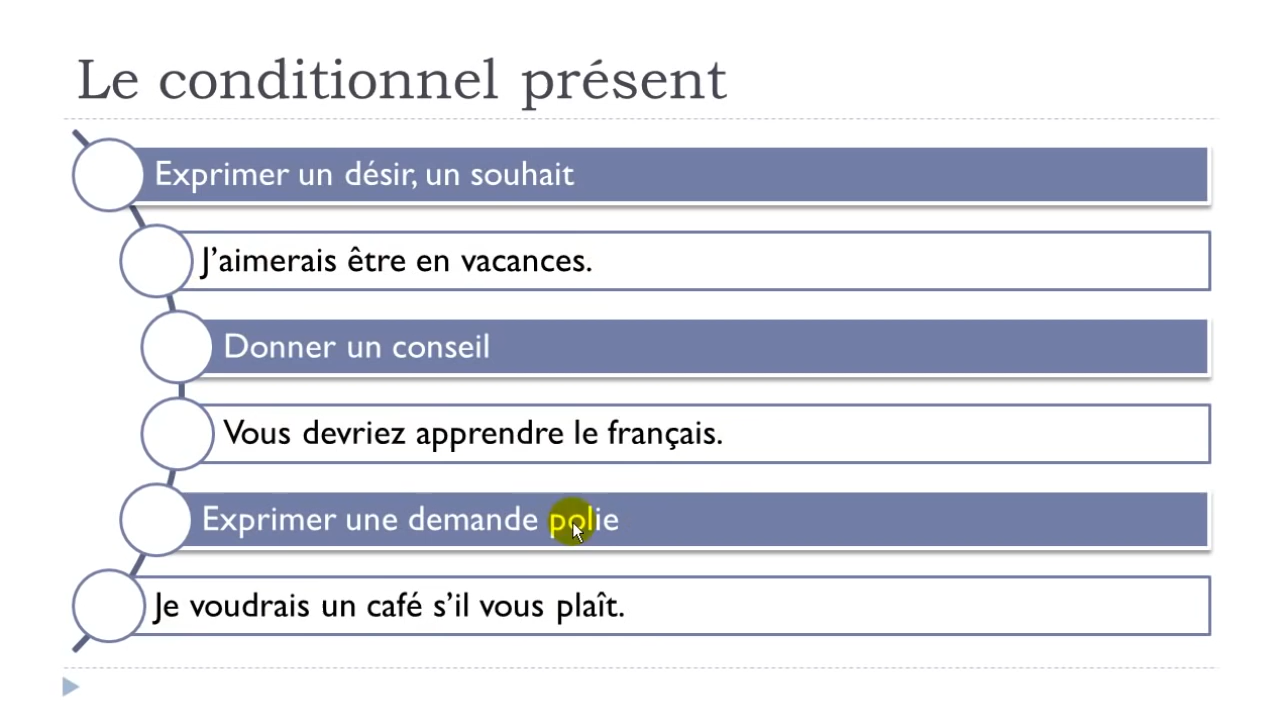 Le conditionnel présent
Exprimer un désir, un souhait
J’aimerais être en vacances.
Donner un conseil
Vous devriez apprendre le français.
Exprimer une demande polie
Je voudrais un café s’il vous plaît.